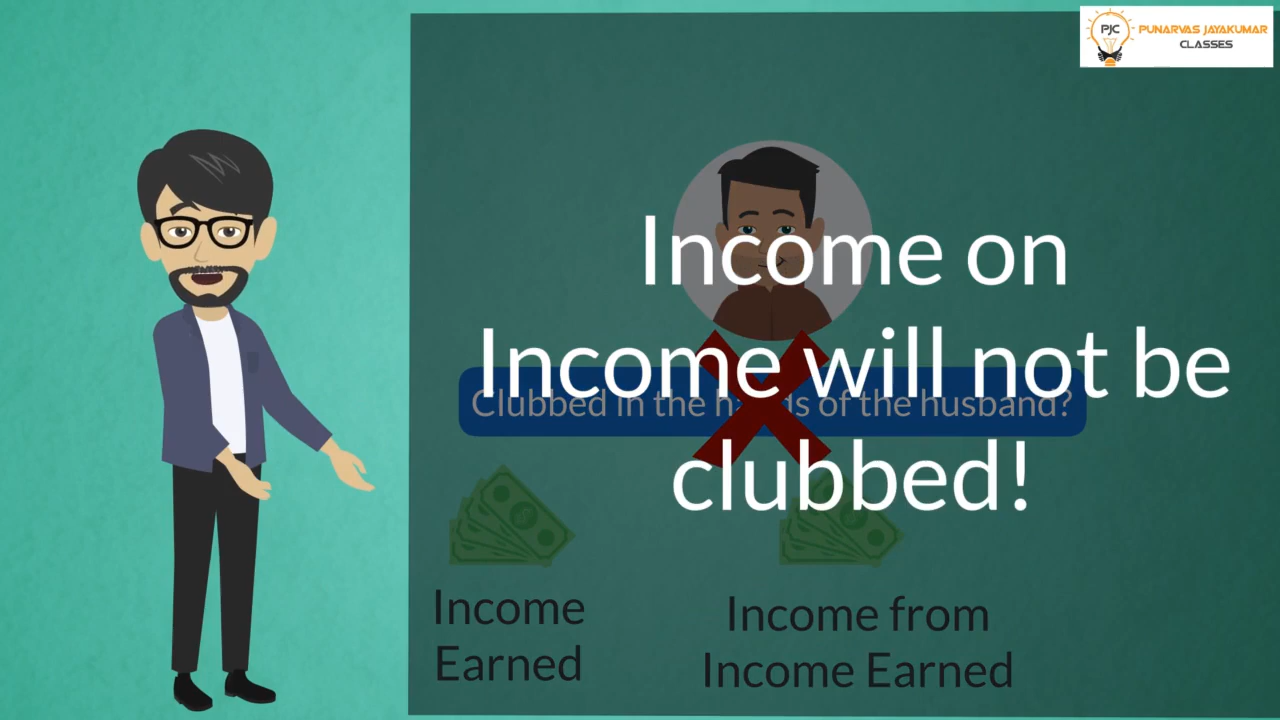 PJC
PUNARVAS JAYAKUMAR
CLASSES
Income on
Income will not be
clubbed!
Clubbed in the hands of the husband?
Income
Earned
Income from
Income Earned